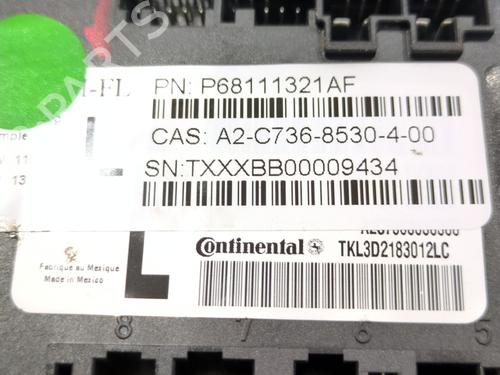 PN: P68111321AF
CAS: A2-C736-8530-4-00
SN:TXXXBB00009434
L
Continental
TKL3D2183012LC
L
Fabrique au Mexique
Made in Mexico
8
7
6
5
PARTS